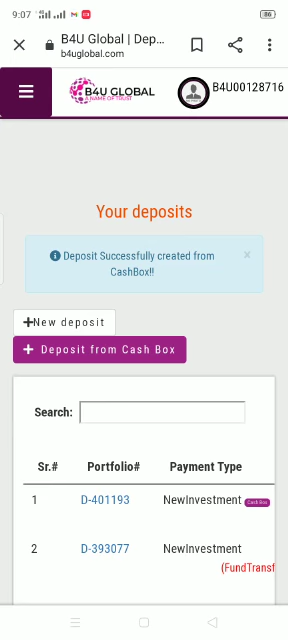 9:07
86
B4U Global | Dep...
b4uglobal.com
B4U GLOBAL
A NAME OF TRUST
B4U00128716
Your deposits
Deposit Successfully created from
CashBox!!
×
+New deposit
+ Deposit from Cash Box
Search:
Sr.# Portfolio# Payment Type
1 D-401193 NewInvestment Cash Box
2 D-393077 NewInvestment
(FundTransf